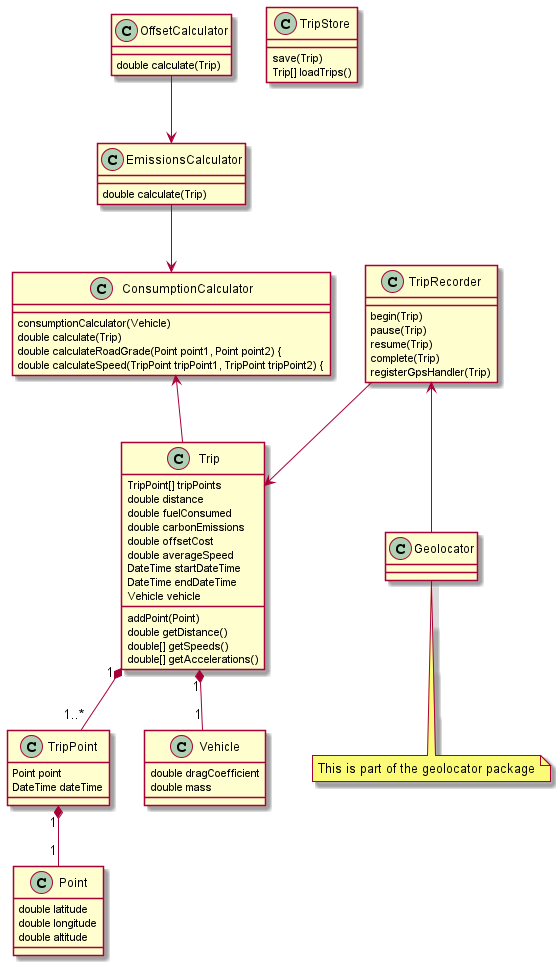 C OffsetCalculator
double calculate(Trip)
C TripStore
save(Trip)
Trip[] loadTrips()
C EmissionsCalculator
double calculate(Trip)
C ConsumptionCalculator
consumptionCalculator(Vehicle)
double calculate(Trip)
double calculateRoadGrade(Point point1, Point point2) {
double calculateSpeed(TripPoint tripPoint1, TripPoint tripPoint2) {
C TripRecorder
begin(Trip)
pause(Trip)
resume(Trip)
complete(Trip)
registerGpsHandler(Trip)
C Trip
TripPoint[] tripPoints
double distance
double fuelConsumed
double carbonEmissions
double offsetCost
double averageSpeed
DateTime startDateTime
DateTime endDateTime
Vehicle vehicle
addPoint(Point)
double getDistance()
double[] getSpeeds()
double[] getAccelerations()
C Geolocator
1
1..*
1
1
C TripPoint
Point point
DateTime dateTime
C Vehicle
double dragCoefficient
double mass
This is part of the geolocator package
1
1
C Point
double latitude
double longitude
double altitude